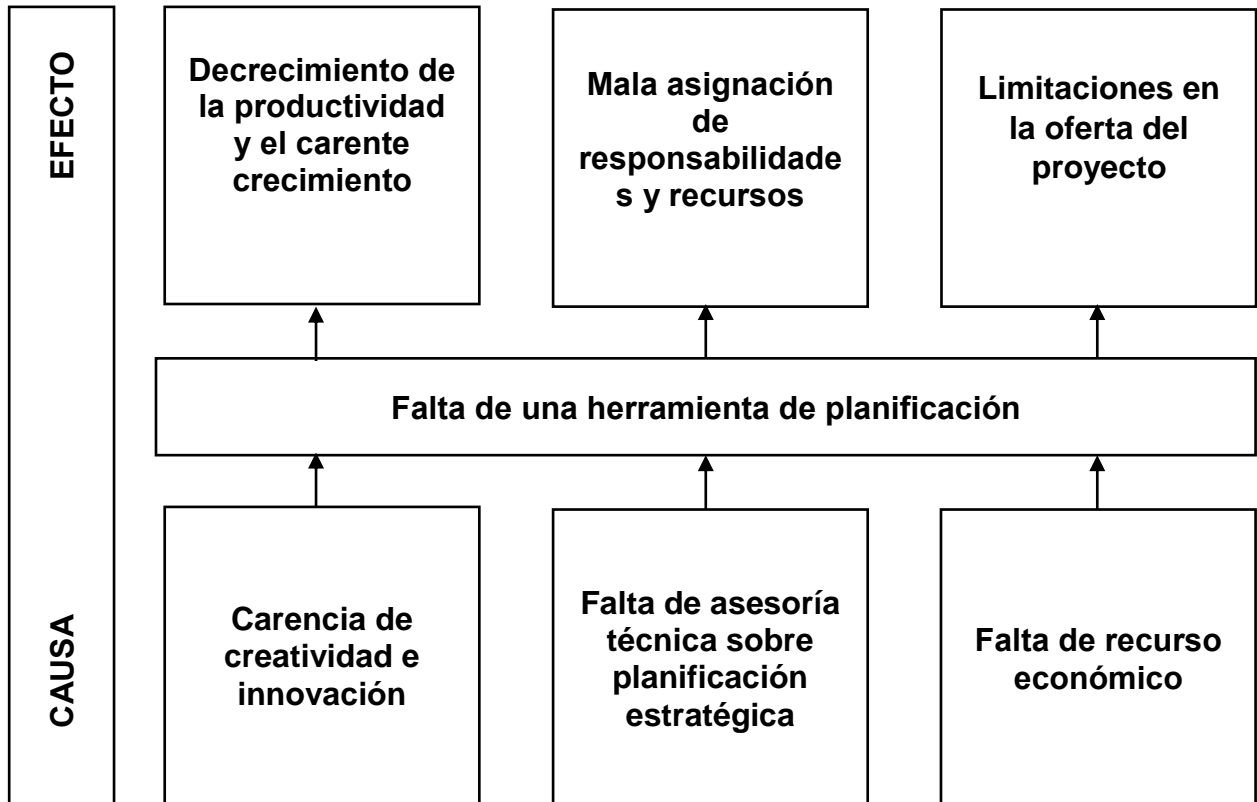 EFECTO
Decrecimiento de
la productividad
y el carente
crecimiento
Mala asignación
de
responsabilidade
s y recursos
Limitaciones en
la oferta del
proyecto
Falta de una herramienta de planificación
CAUSA
Carencia de
creatividad e
innovación
Falta de asesoría
técnica sobre
planificación
estratégica
Falta de recurso
económico